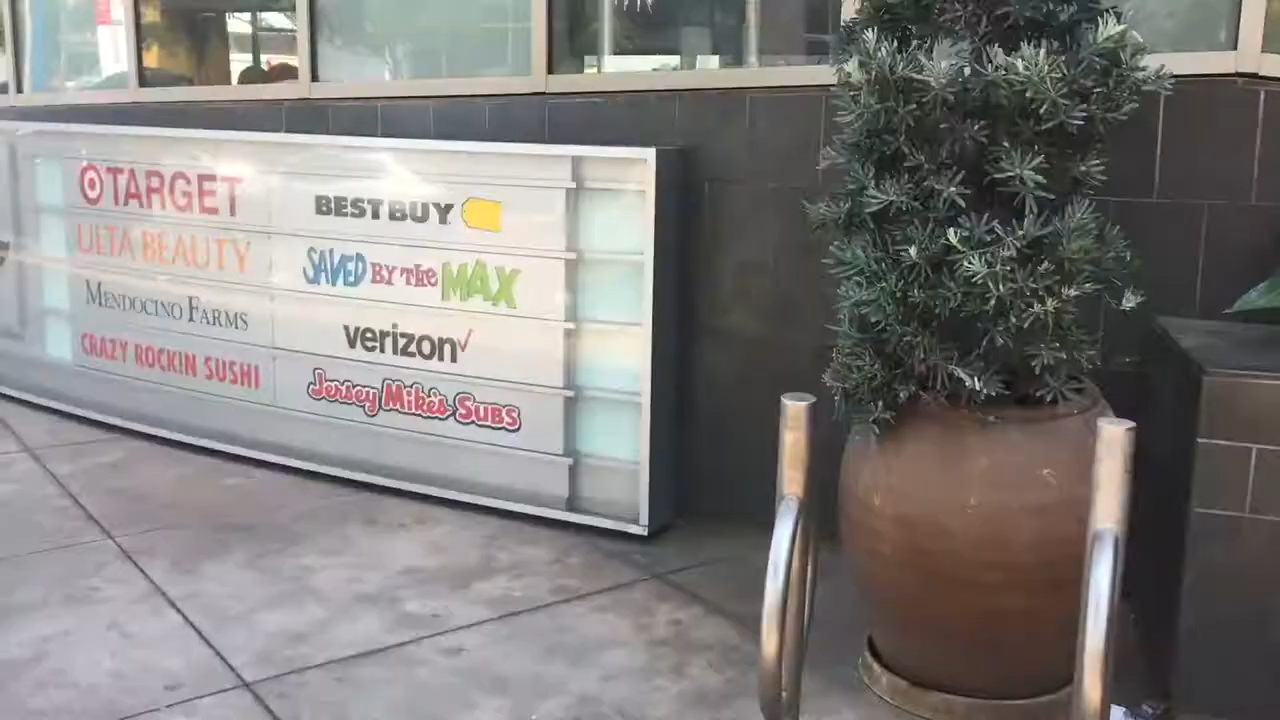 TARGET
ULTA BEAUTY
MENDOCINO FARMS
CRAZY ROCKIN SUSHI
BEST BUY
SAVED BY THE MAX
verizon
Jersey Mike's SUBS